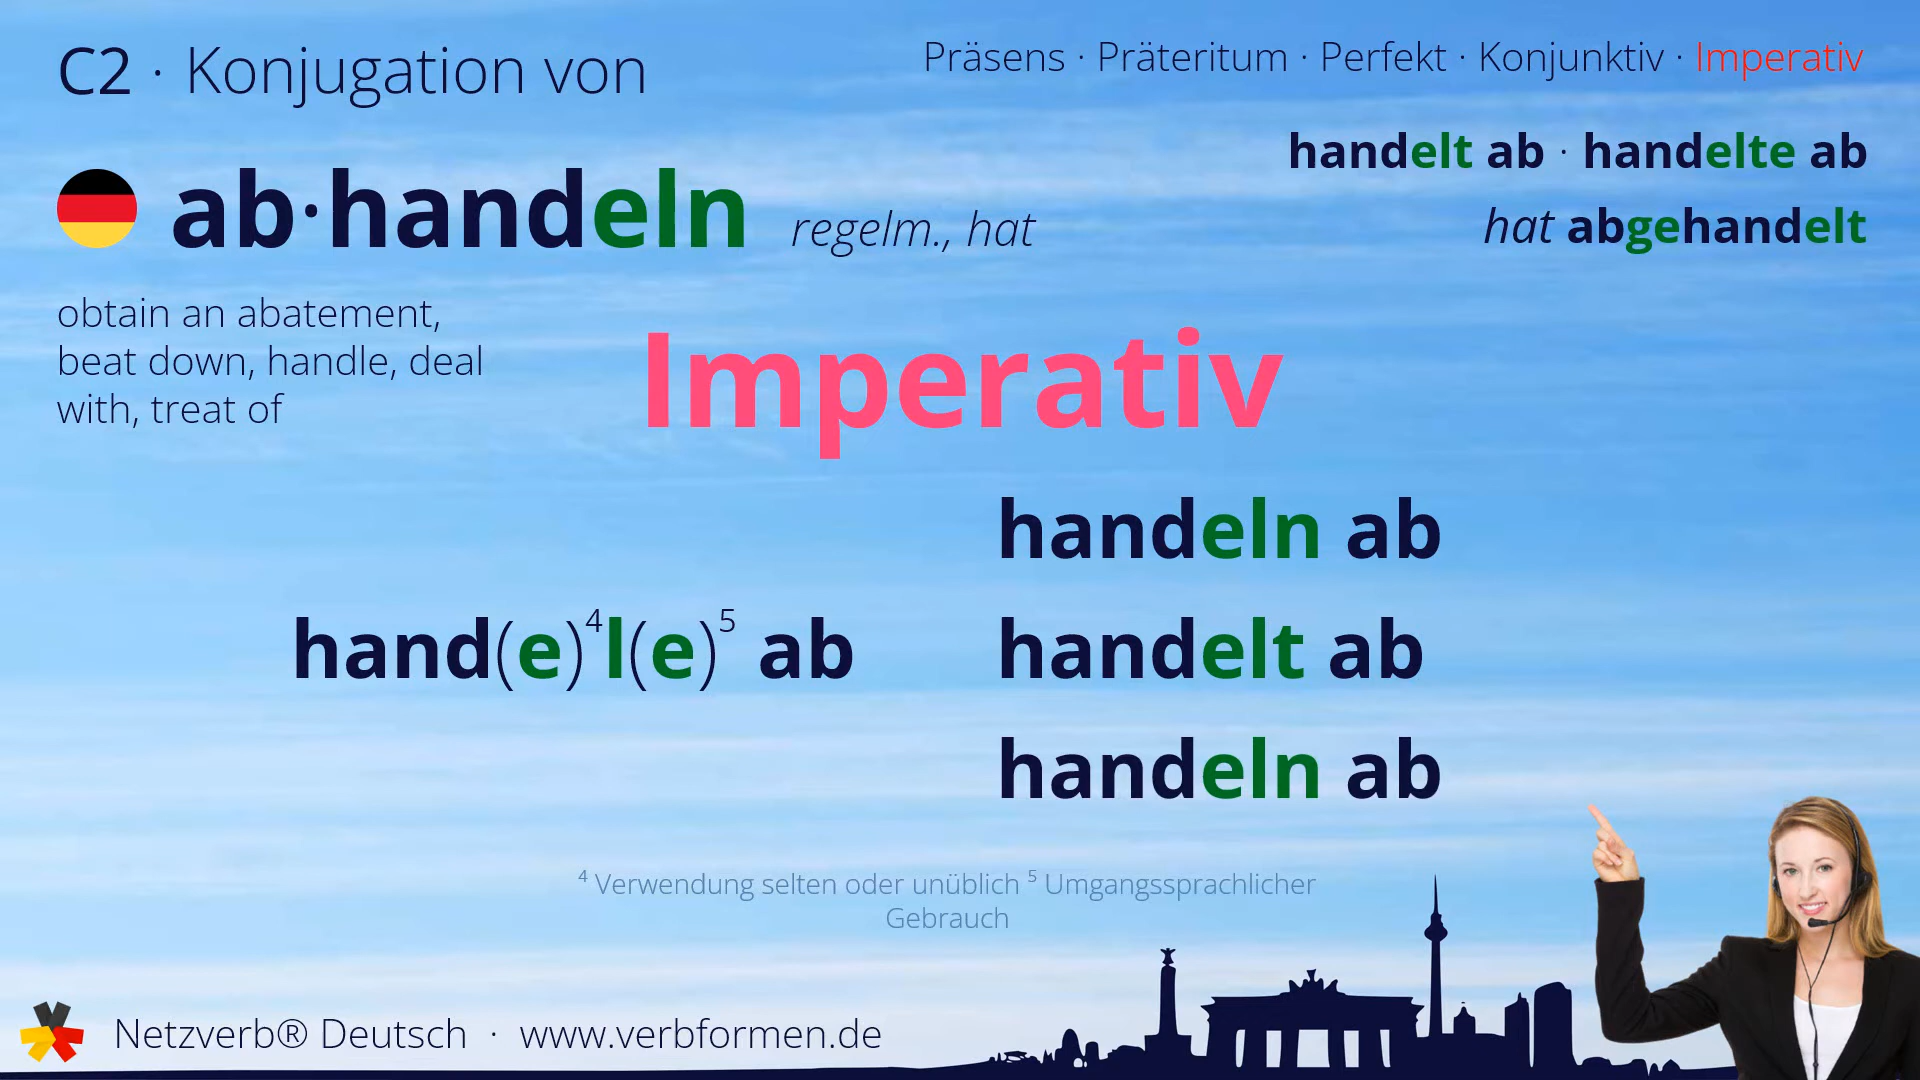 C2 · Konjugation von
Präsens · Präteritum · Perfekt · Konjunktiv · Imperativ
ab·handeln regelm., hat
handelt ab · handelte ab
hat abgehandelt
obtain an abatement,
beat down, handle, deal
with, treat of
Imperativ
handeln ab
hand(e)⁴l(e)⁵ ab
handelt ab
handeln ab
⁴ Verwendung selten oder unüblich ⁵ Umgangssprachlicher
Gebrauch
Netzverb® Deutsch · www.verbformen.de